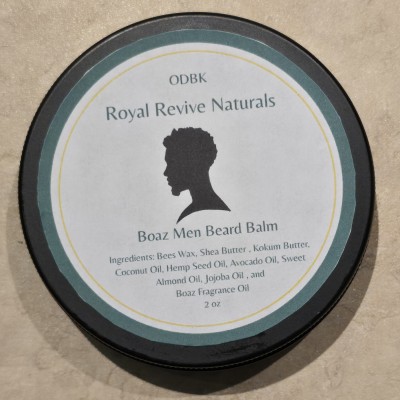 ODBK
Royal Revive Naturals
Boaz Men Beard Balm
Ingredients: Bees Wax, Shea Butter , Kokum Butter,
Coconut Oil, Hemp Seed Oil, Avocado Oil, Sweet
Almond Oil, Jojoba Oil , and
Boaz Fragrance Oil
2 oz